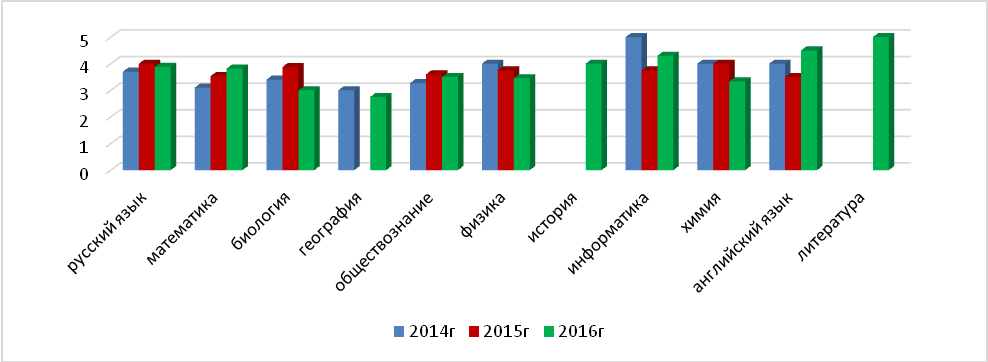 5
4
3
2
1
0
русский язык
математика
биология
география
обществознание
физика
история
информатика
химия
английский язык
литература
2014г 2015г 2016г